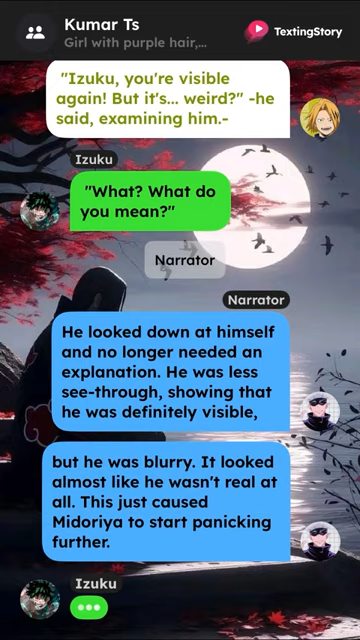 Kumar Ts
Girl with purple hair,...
TextingStory
"Izuku, you're visible
again! But it's... weird?" -he
said, examining him.-
Izuku
"What? What do
you mean?"
Narrator
Narrator
He looked down at himself
and no longer needed an
explanation. He was less
see-through, showing that
he was definitely visible,
but he was blurry. It looked
almost like he wasn't real at
all. This just caused
Midoriya to start panicking
further.
Izuku